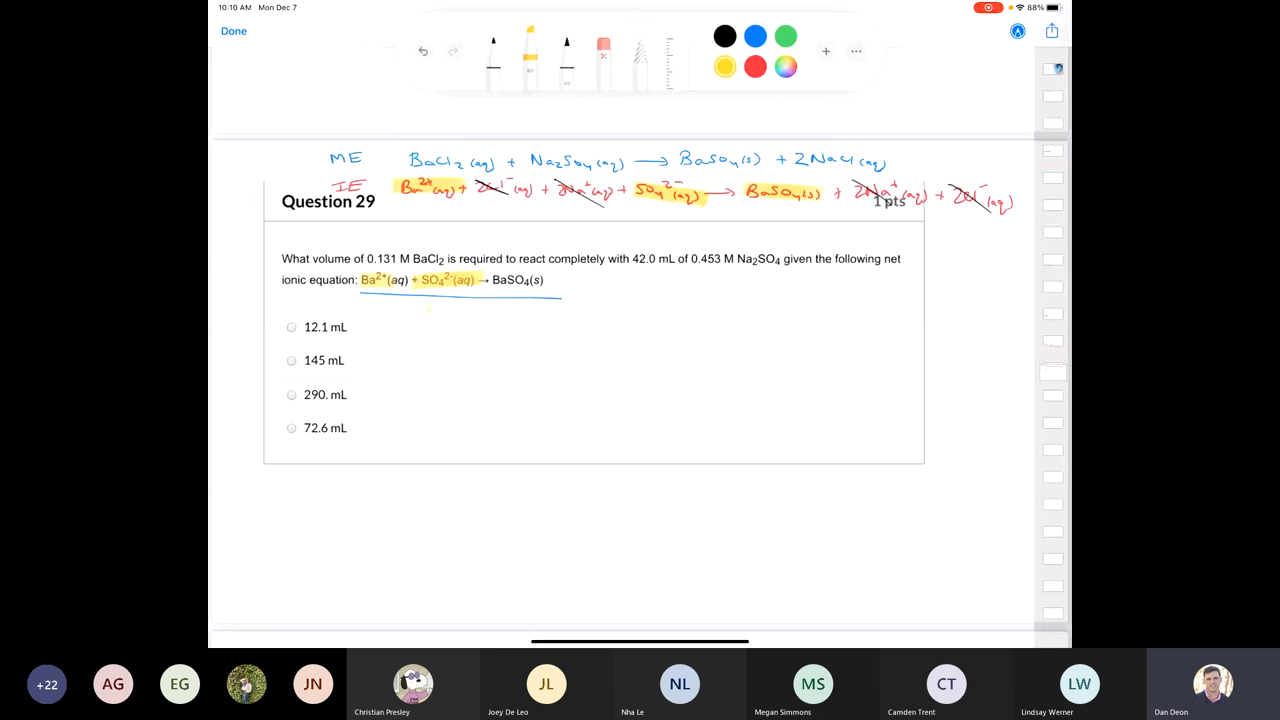 10:10 AM Mon Dec 7 88%
Done
ME BaCl₂(aq) + Na₂SO₄(aq) → BaSO₄(s) + 2NaCl(aq)
IE Ba²⁺(aq) + 2Cl⁻(aq) + 2Na⁺(aq) + SO₄²⁻(aq) → BaSO₄(s) + 2Na⁺(aq) + 2Cl⁻(aq)
Question 29 1 pts
What volume of 0.131 M BaCl₂ is required to react completely with 42.0 mL of 0.453 M Na₂SO₄ given the following net
ionic equation: Ba²⁺(aq) + SO₄²⁻(aq) → BaSO₄(s)
12.1 mL
145 mL
290. mL
72.6 mL
+22 AG EG JN JL NL MS CT LW
Christian Presley Joey De Leo Nha Le Megan Simmons Camden Trent Lindsay Werner Dan Deon